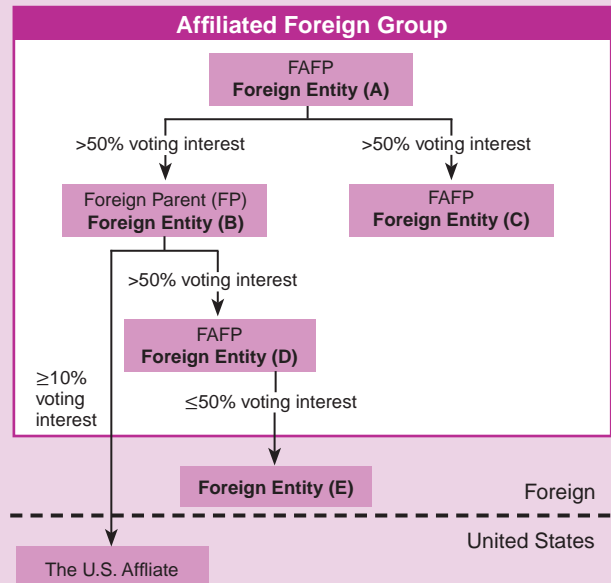 Affiliated Foreign Group
FAFP
Foreign Entity (A)
>50% voting interest
>50% voting interest
Foreign Parent (FP)
Foreign Entity (B)
FAFP
Foreign Entity (C)
>50% voting interest
FAFP
Foreign Entity (D)
≥10%
voting
interest
≤50% voting interest
Foreign Entity (E)
Foreign
United States
The U.S. Affliate